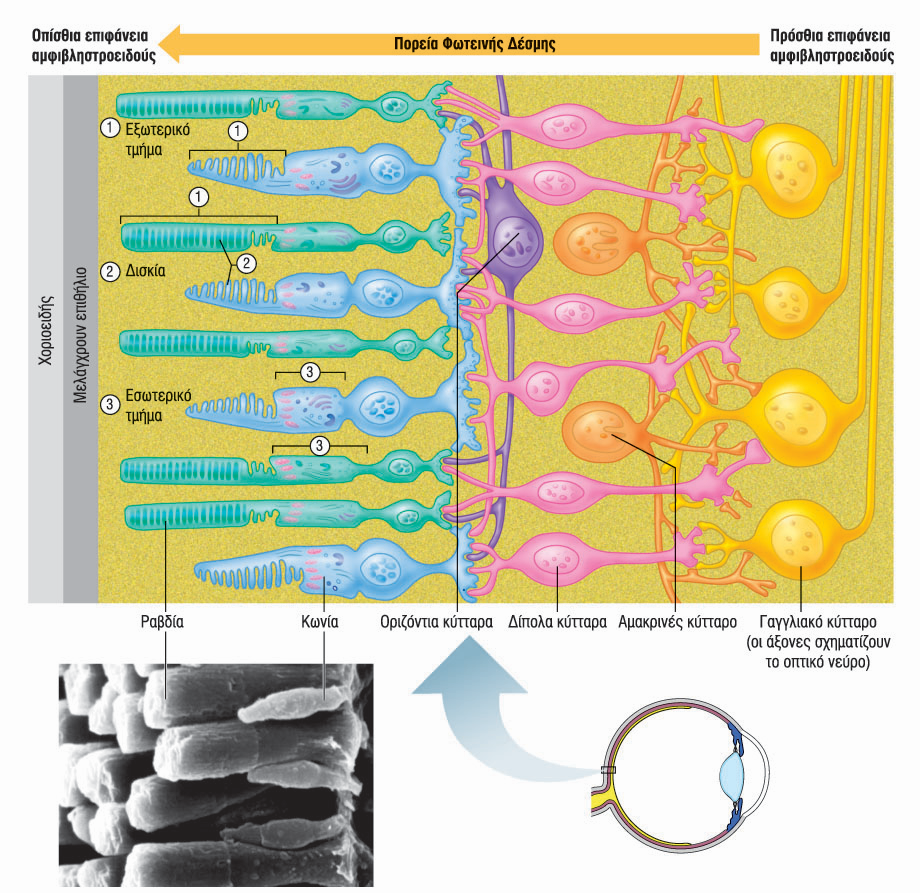 Οπίσθια επιφάνεια
αμφιβληστροειδούς
Πορεία Φωτεινής Δέσμης
Πρόσθια επιφάνεια
αμφιβληστροειδούς
Χοριοειδής
Μελάγχρουν επιθήλιο
1 Εξωτερικό
τμήμα
1
1
2 Δισκία
2
3 Εσωτερικό
τμήμα
3
3
Ραβδία
Κωνία
Οριζόντια κύτταρα
Δίπολα κύτταρα
Αμακρινές κύτταρο
Γαγγλιακό κύτταρο
(οι άξονες σχηματίζουν
το οπτικό νεύρο)